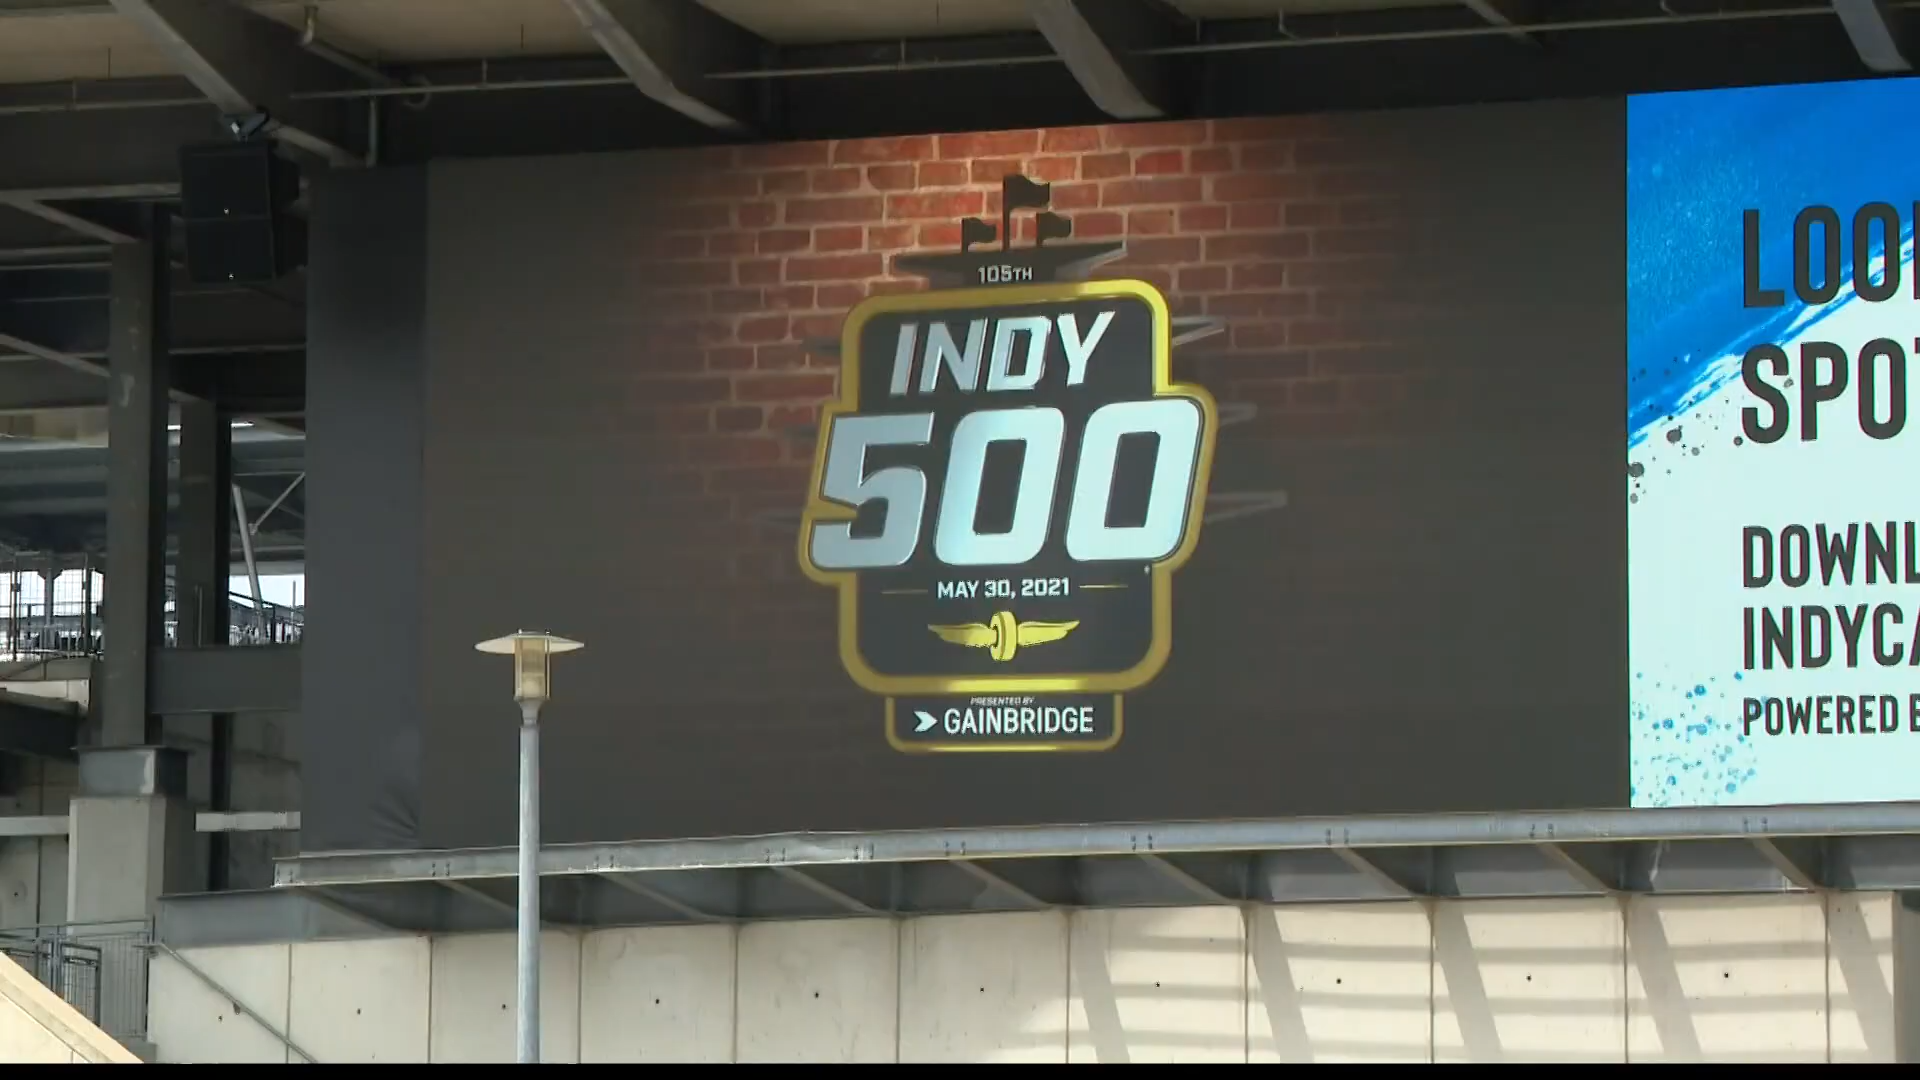 105TH
INDY
500
MAY 30, 2021
PRESENTED BY
GAINBRIDGE
LOO
SPO
DOWNL
INDYCA
POWERED